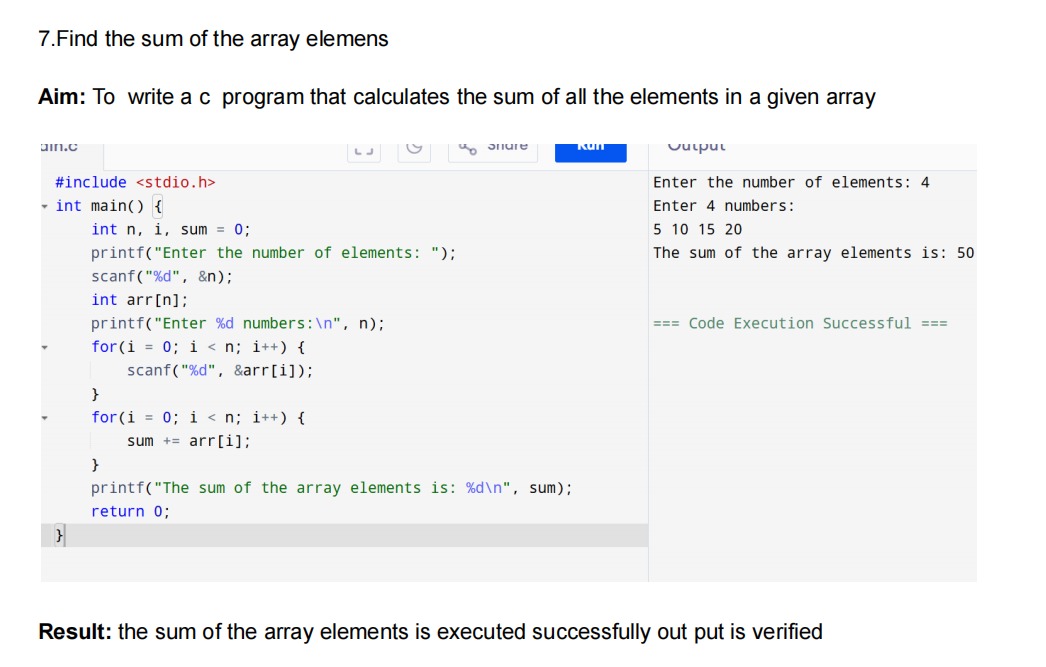 7.Find the sum of the array elemens
Aim: To write a c program that calculates the sum of all the elements in a given array
Share Run Output
#include <stdio.h>
int main() {
int n, i, sum = 0;
printf("Enter the number of elements: ");
scanf("%d", &n);
int arr[n];
printf("Enter %d numbers:\n", n);
for(i = 0; i < n; i++) {
scanf("%d", &arr[i]);
}
for(i = 0; i < n; i++) {
sum += arr[i];
}
printf("The sum of the array elements is: %d\n", sum);
return 0;
}
Enter the number of elements: 4
Enter 4 numbers:
5 10 15 20
The sum of the array elements is: 50
=== Code Execution Successful ===
Result: the sum of the array elements is executed successfully out put is verified